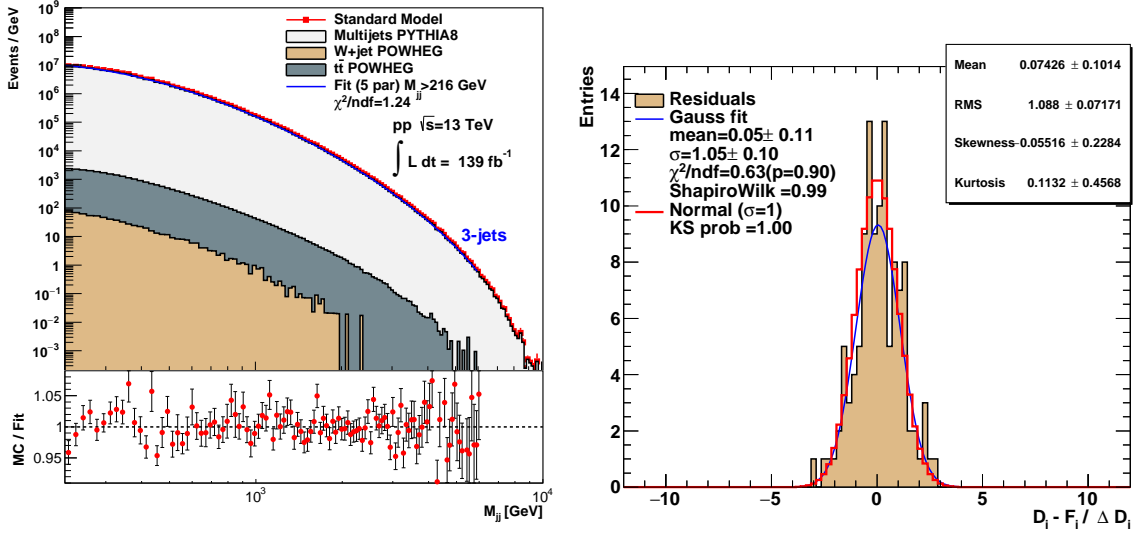 Events / GeV
10⁸
10⁷
10⁶
10⁵
10⁴
10³
10²
10
1
10⁻¹
10⁻²
10⁻³
Standard Model
Multijets PYTHIA8
W+jet POWHEG
tt̄ POWHEG
Fit (5 par) M_jj >216 GeV
χ²/ndf=1.24
pp √s=13 TeV
∫ L dt = 139 fb⁻¹
3-jets
MC / Fit
1.05
1
0.95
10³
10⁴
M_jj [GeV]
Entries
14
12
10
8
6
4
2
0
Residuals
Gauss fit
mean=0.05± 0.11
σ=1.05± 0.10
χ²/ndf=0.63(p=0.90)
ShapiroWilk =0.99
Normal (σ=1)
KS prob =1.00
Mean 0.07426 ± 0.1014
RMS 1.088 ± 0.07171
Skewness −0.05516 ± 0.2284
Kurtosis 0.1132 ± 0.4568
−10 −5 0 5 10
D_i - F_i / Δ D_i